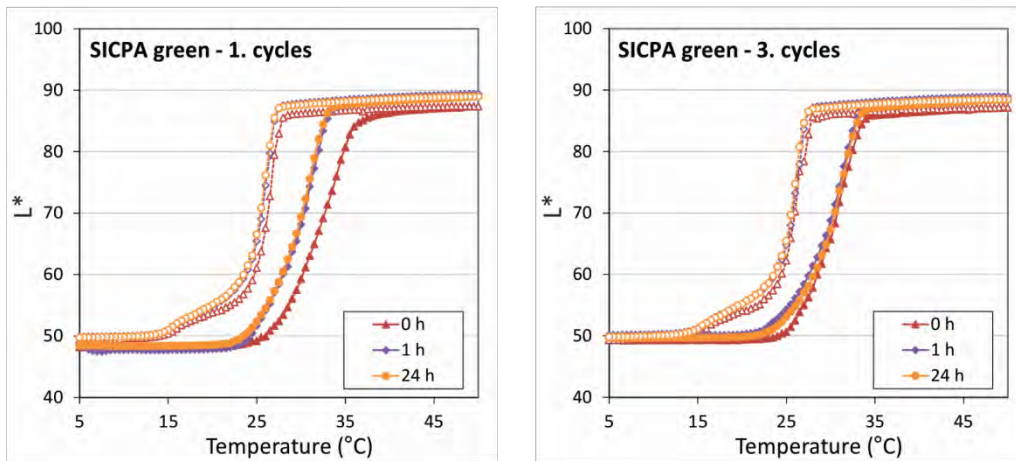 SICPA green - 1. cycles
100
90
80
70
60
50
40
L*
0 h
1 h
24 h
5
15
25
35
45
Temperature (°C)
SICPA green - 3. cycles
100
90
80
70
60
50
40
L*
0 h
1 h
24 h
5
15
25
35
45
Temperature (°C)